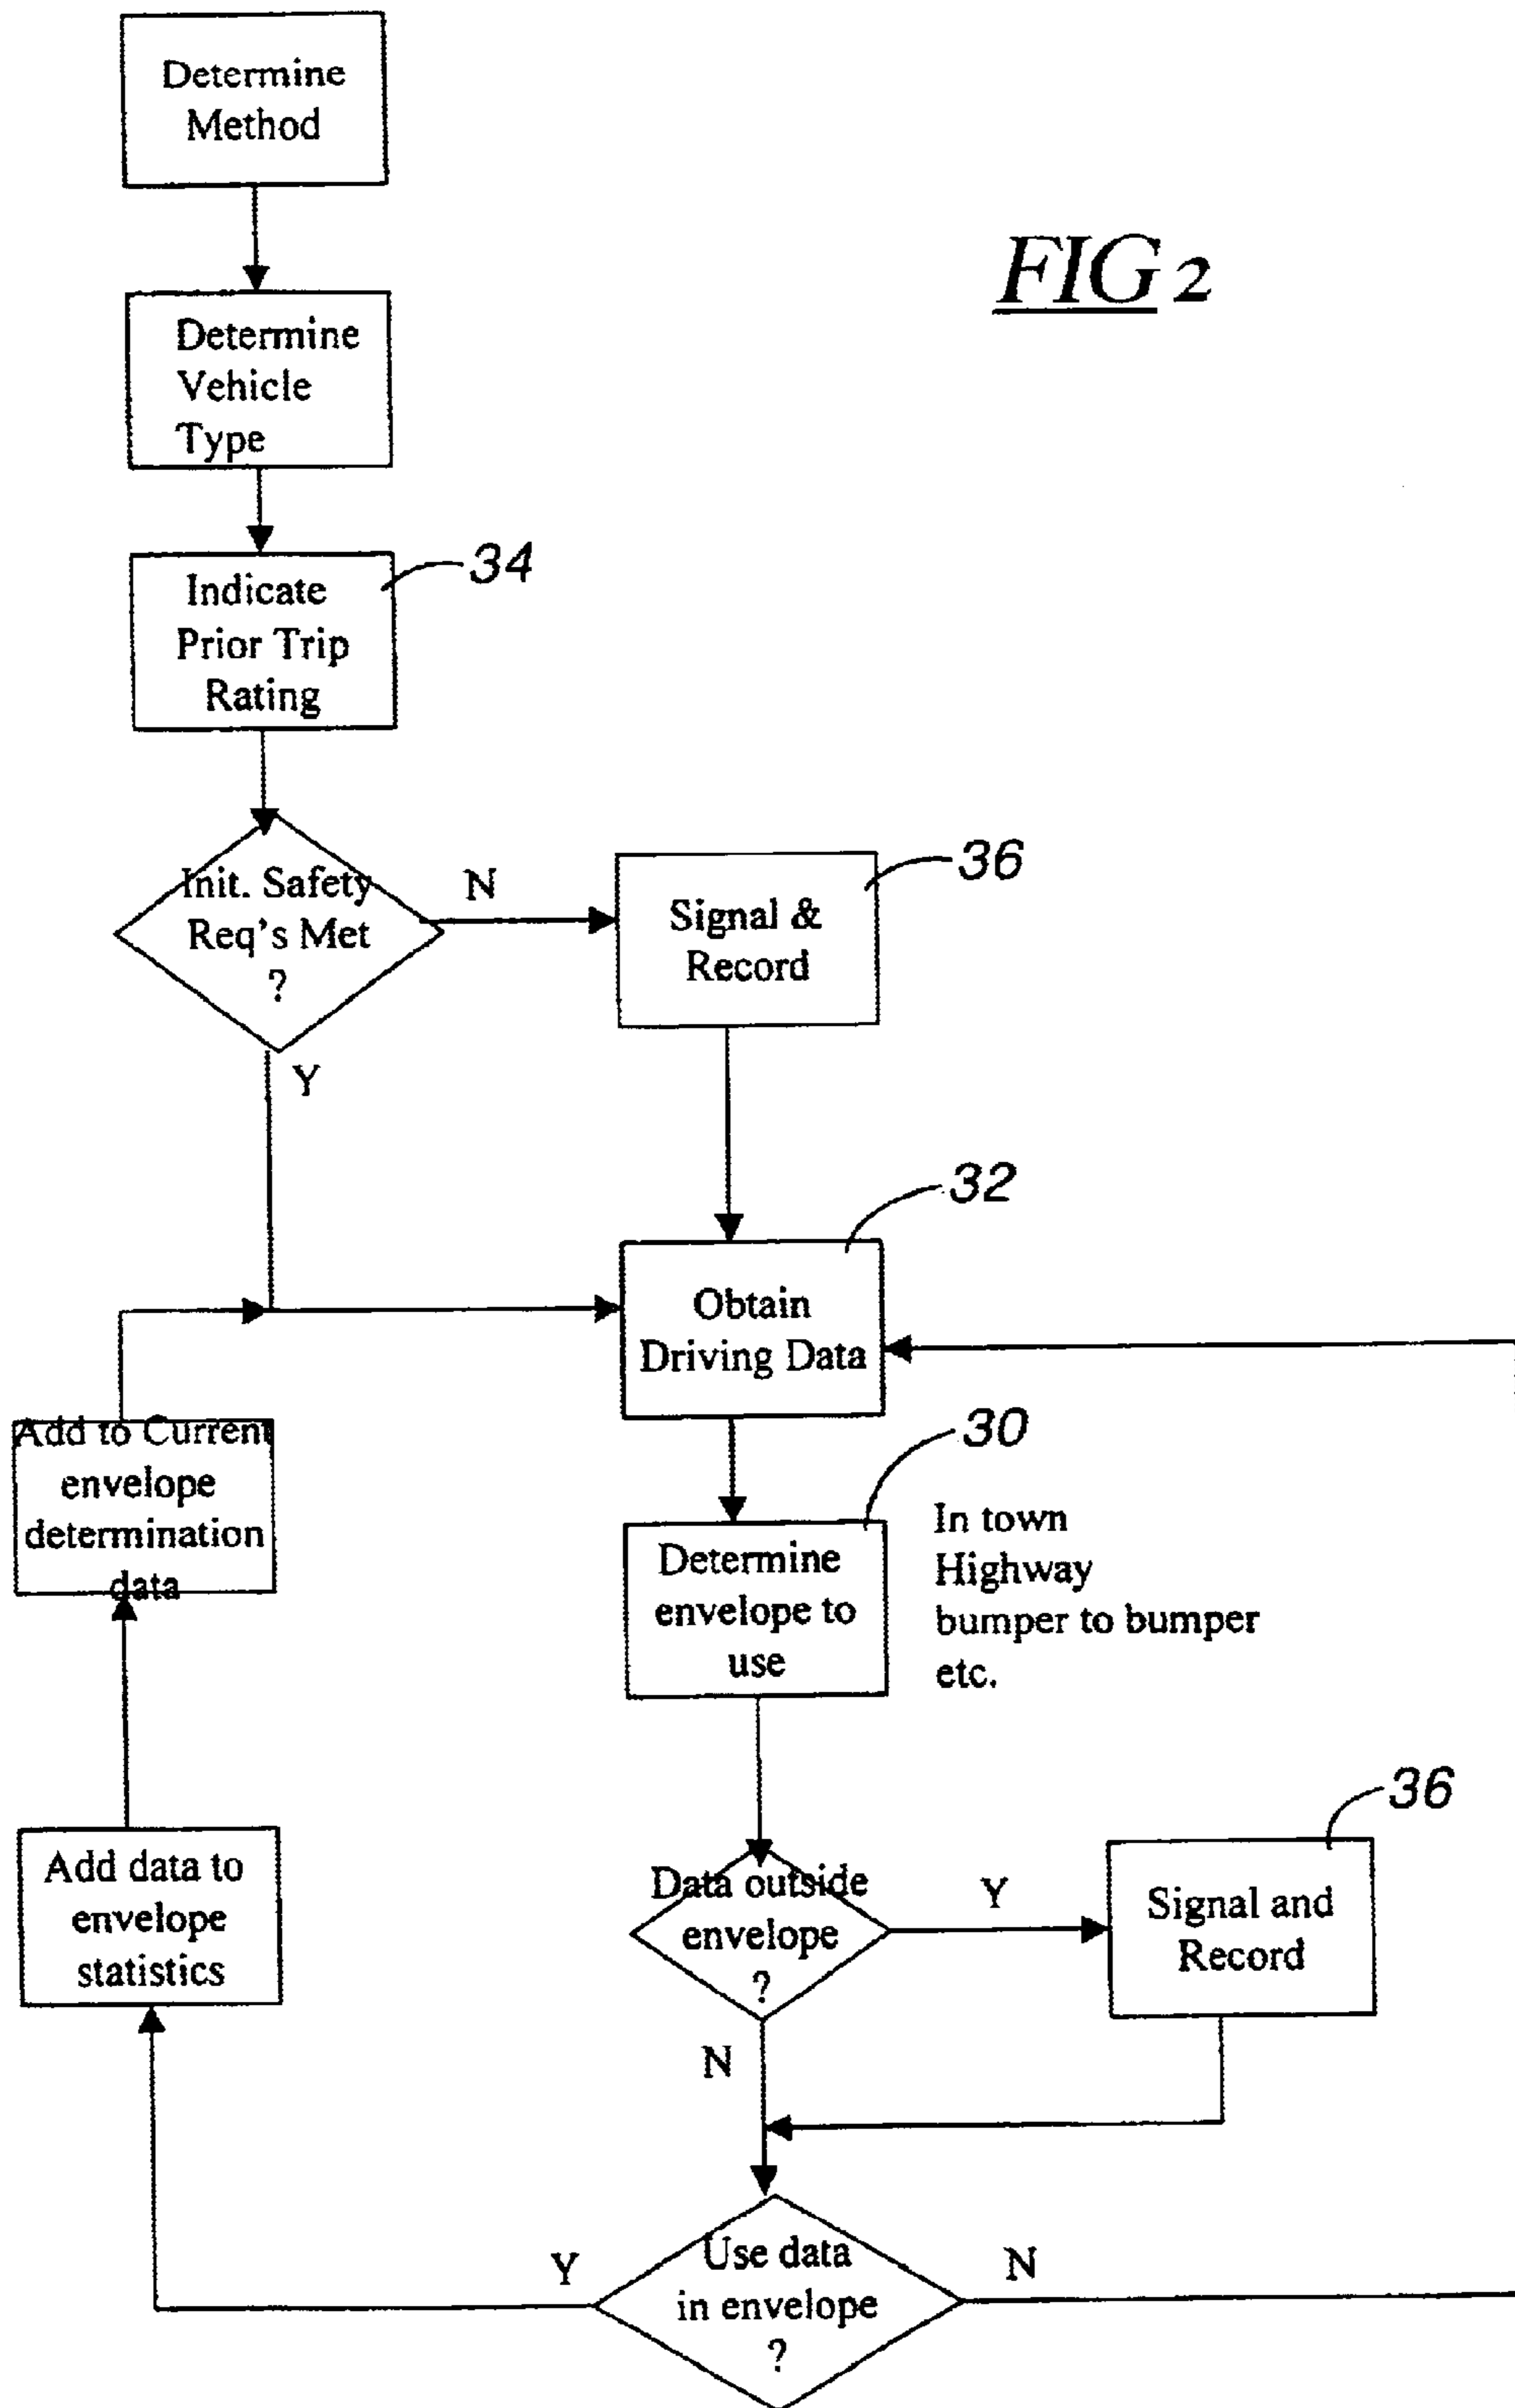 Determine
Method
FIG 2
Determine
Vehicle
Type
34
Indicate
Prior Trip
Rating
Init. Safety
Req's Met
?
N
Y
36
Signal &
Record
32
Obtain
Driving Data
30
Determine
envelope to
use
In town
Highway
bumper to bumper
etc.
Data outside
envelope
?
Y
N
36
Signal and
Record
Use data
in envelope
?
Y
N
Add data to
envelope
statistics
Add to Current
envelope
determination
data